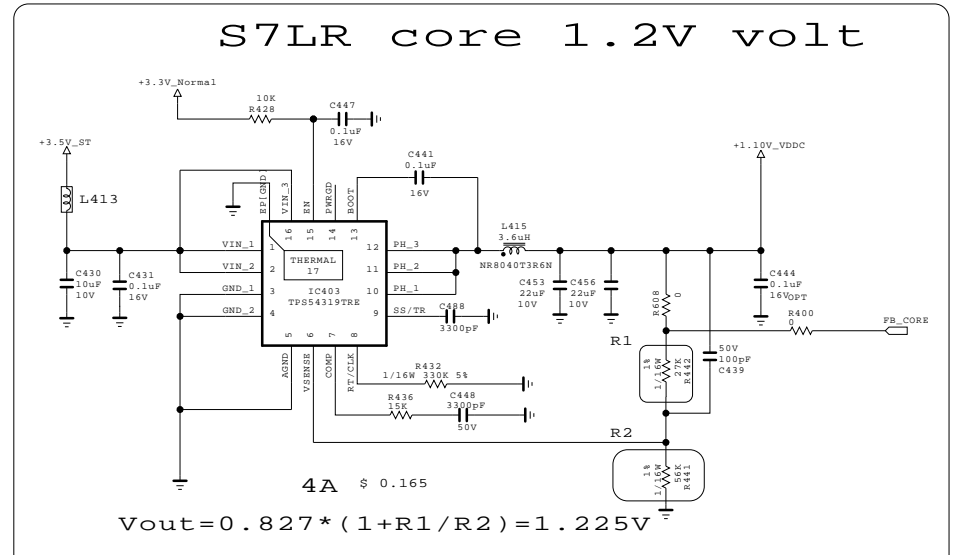 S7LR core 1.2V volt
+3.3V_Normal
10K
R428
C447
0.1uF
16V
+3.5V_ST
L413
C441
0.1uF
16V
+1.10V_VDDC
EP[GND]
VIN_3
EN
PWRGD
BOOT
16
15
14
13
L415
3.6uH
NR8040T3R6N
VIN_1
1
THERMAL
17
12
PH_3
VIN_2
2
11
PH_2
GND_1
3
IC403
TPS54319TRE
10
PH_1
GND_2
4
9
SS/TR
C488
3300pF
5
6
7
8
AGND
VSENSE
COMP
RT/CLK
C430
10uF
10V
C431
0.1uF
16V
C453
22uF
10V
C456
22uF
10V
R608
0
C444
0.1uF
16V
OPT
R400
0
FB_CORE
R1
1%
1/16W
27K
R442
50V
100pF
C439
R432
1/16W 330K 5%
R436
15K
C448
3300pF
50V
R2
1%
1/16W
56K
R441
4A $ 0.165
Vout=0.827*(1+R1/R2)=1.225V